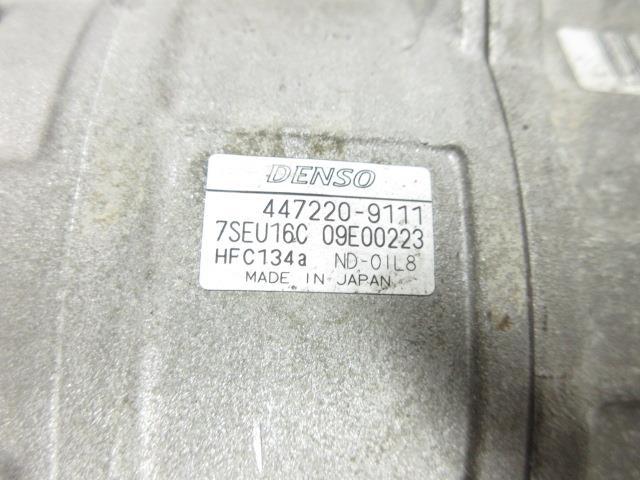 DENSO
447220-9111
7SEU16C 09E00223
HFC134a ND-OIL8
MADE IN JAPAN